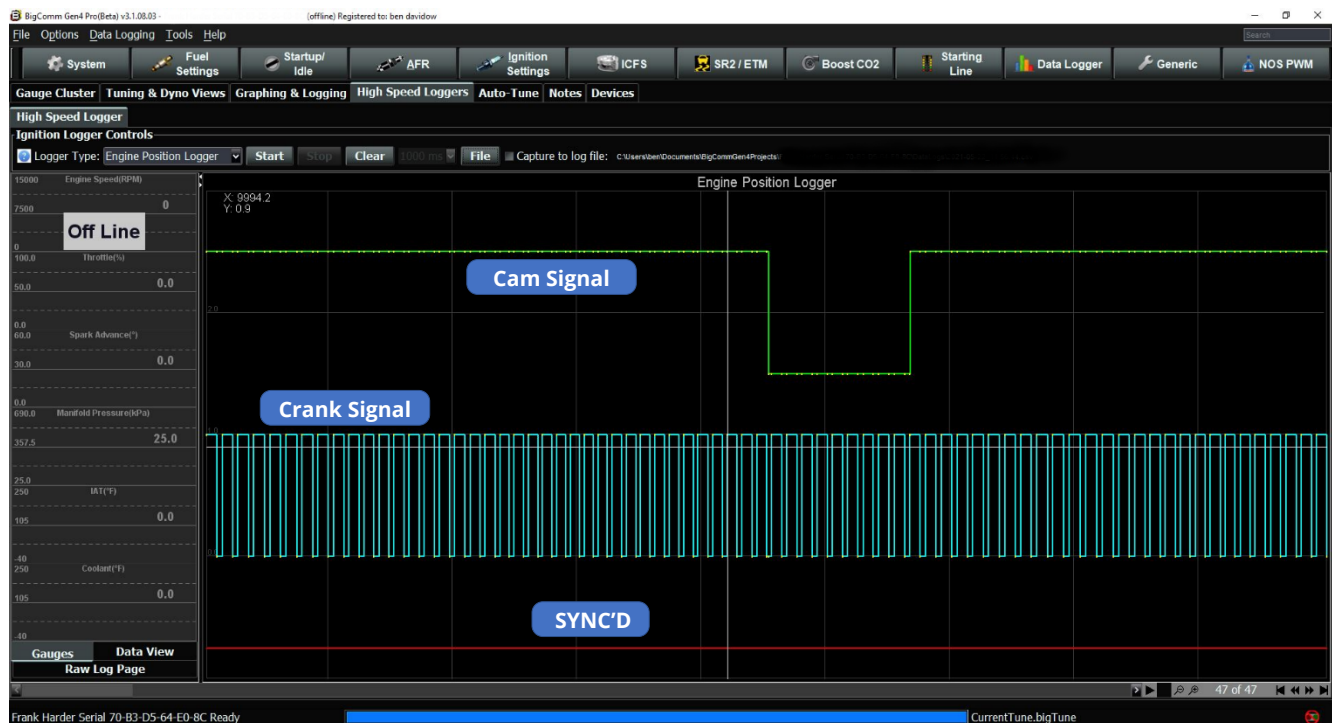 BigComm Gen4 Pro(Beta) v3.1.08.03 - (offline) Registered to: ben davidow
File Options Data Logging Tools Help Search
System Fuel Settings Startup/ Idle AFR Ignition Settings ICFS SR2 / ETM Boost CO2 Starting Line Data Logger Generic NOS PWM
Gauge Cluster Tuning & Dyno Views Graphing & Logging High Speed Loggers Auto-Tune Notes Devices
High Speed Logger
Ignition Logger Controls
Logger Type: Engine Position Logger Start Stop Clear 1000 ms File Capture to log file: C:\Users\ben\Documents\BigCommGen4Projects\
15000 Engine Speed(RPM)
7500 0
0
Off Line
100.0 Throttle(%)
50.0 0.0
0.0
60.0 Spark Advance(°)
30.0 0.0
0.0
690.0 Manifold Pressure(kPa)
357.5 25.0
25.0
250 IAT(°F)
105 0.0
-40
250 Coolant(°F)
105 0.0
-40
Gauges Data View
Raw Log Page
Engine Position Logger
X: 9994.2
Y: 0.9
Cam Signal
2.0
Crank Signal
1.0
SYNC'D
47 of 47
Frank Harder Serial 70-B3-D5-64-E0-8C Ready CurrentTune.bigTune